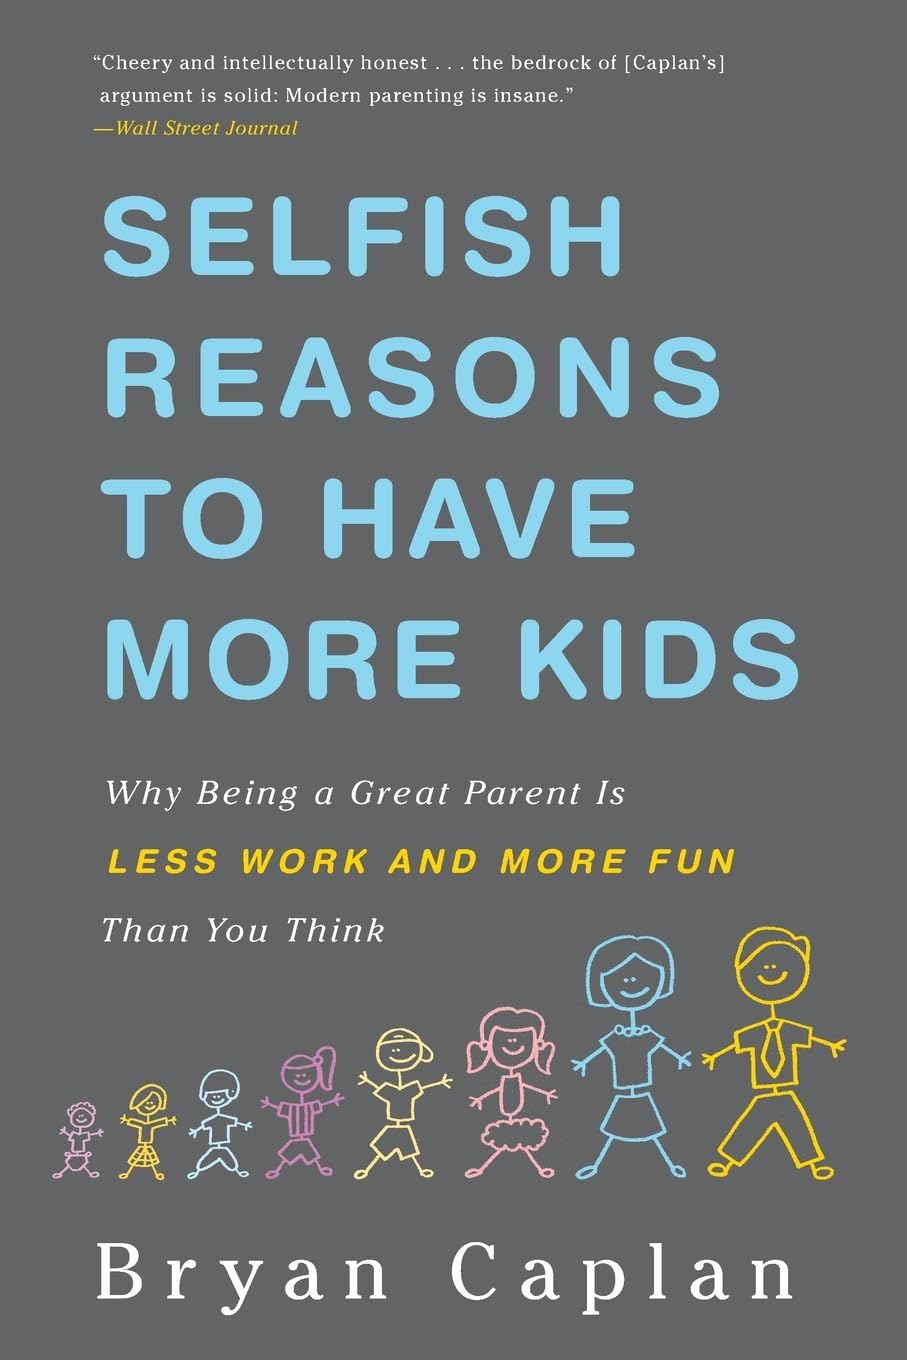 “Cheery and intellectually honest . . . the bedrock of [Caplan’s]
argument is solid: Modern parenting is insane.”
—Wall Street Journal
SELFISH
REASONS
TO HAVE
MORE KIDS
Why Being a Great Parent Is
LESS WORK AND MORE FUN
Than You Think
Bryan Caplan